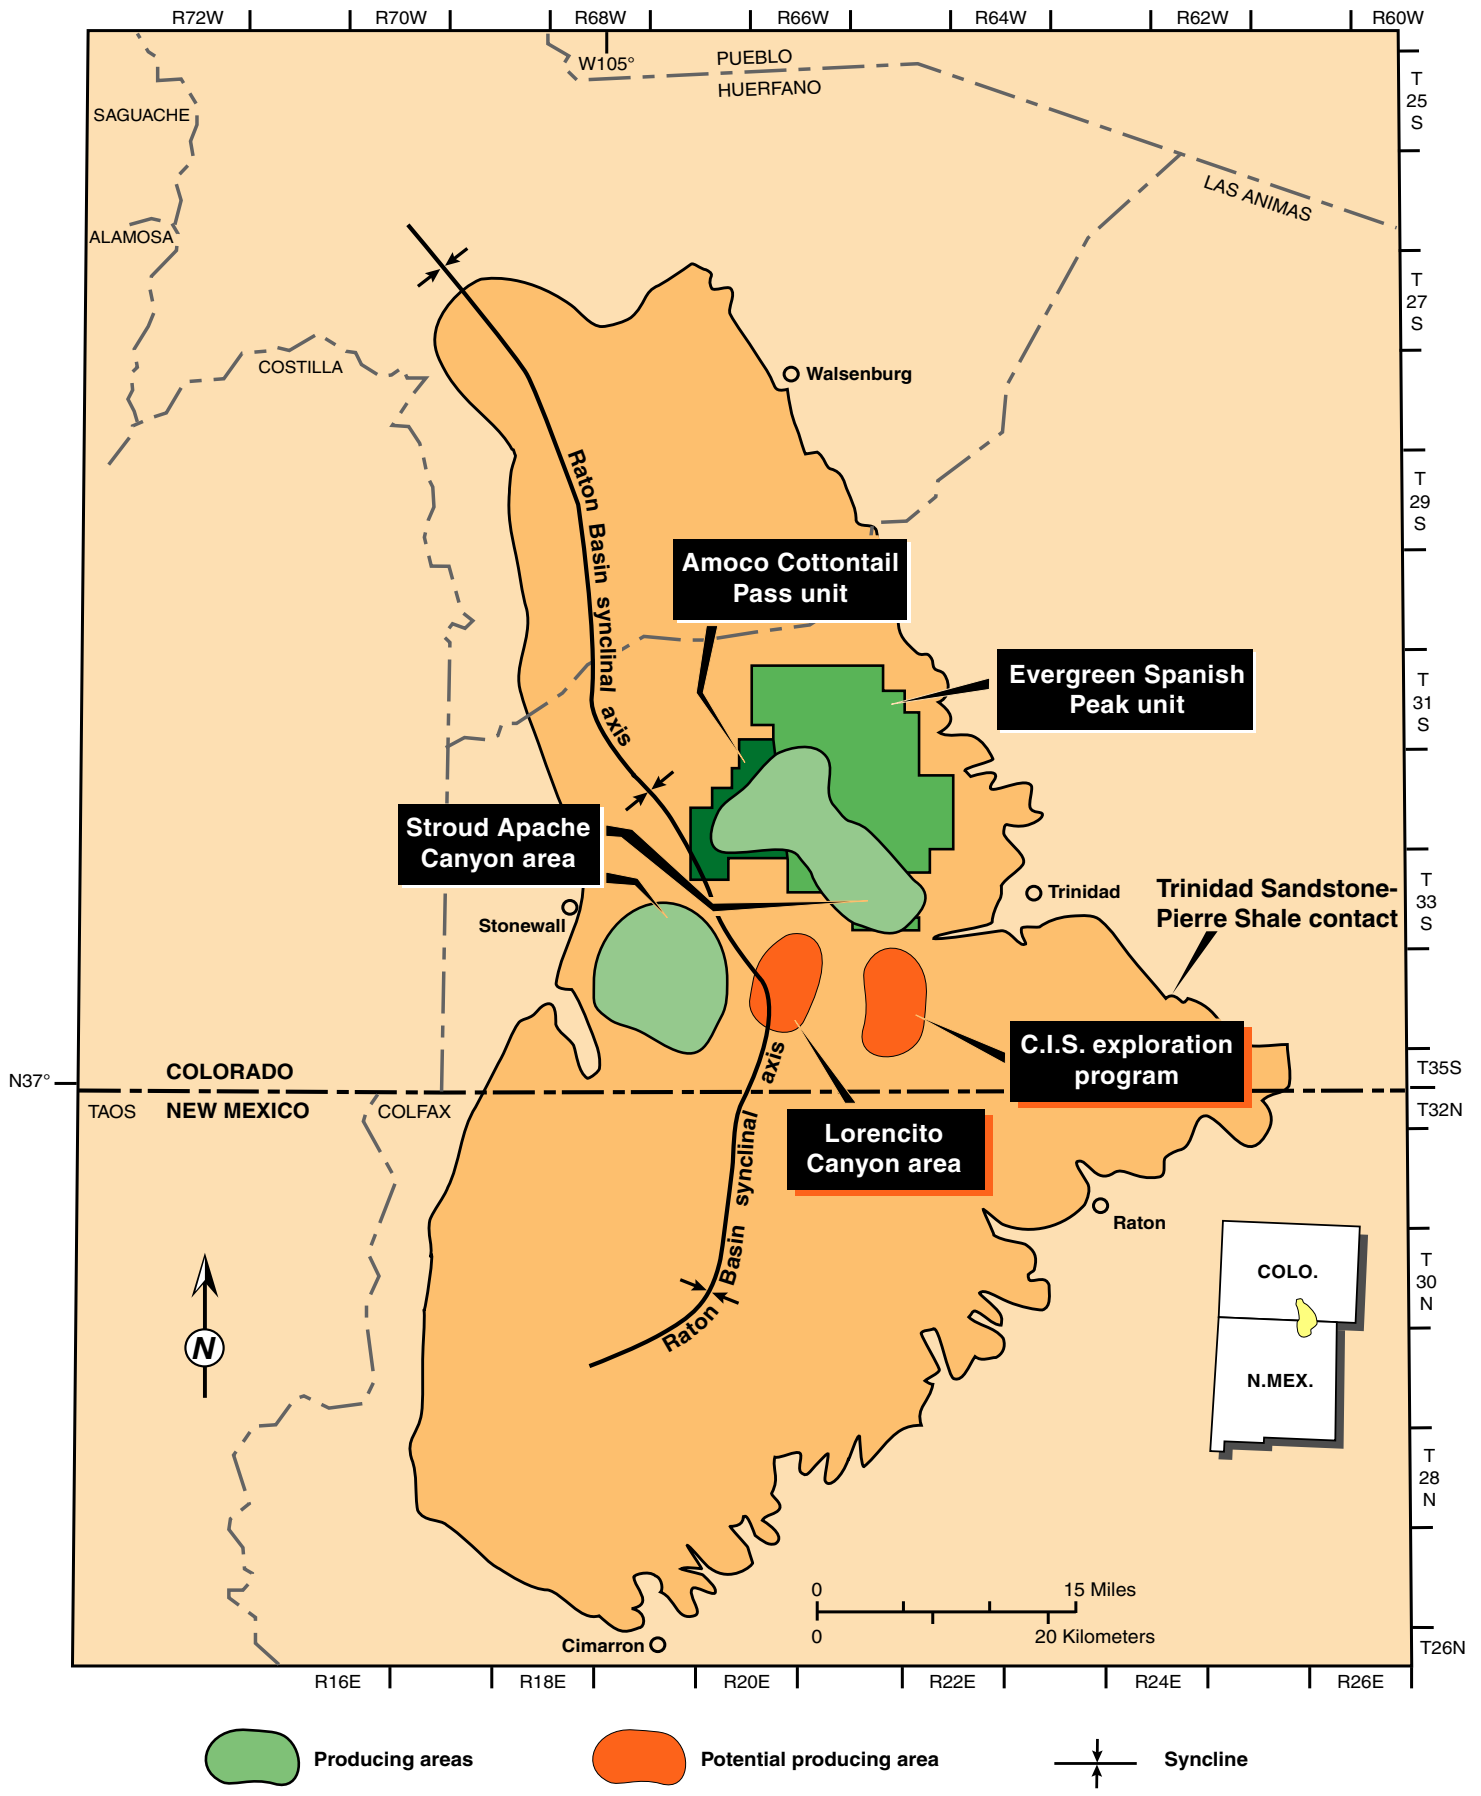 R72W
R70W
R68W
R66W
R64W
R62W
R60W
W105°
PUEBLO
HUERFANO
T
25
S
SAGUACHE
LAS ANIMAS
ALAMOSA
T
27
S
COSTILLA
Walsenburg
Raton Basin synclinal axis
T
29
S
Amoco Cottontail
Pass unit
Evergreen Spanish
Peak unit
T
31
S
Stroud Apache
Canyon area
Trinidad
Trinidad Sandstone-
Pierre Shale contact
T
33
S
Stonewall
C.I.S. exploration
program
N37°
COLORADO
T35S
TAOS
NEW MEXICO
COLFAX
T32N
Lorencito
Canyon area
Raton Basin synclinal axis
Raton
COLO.
T
30
N
N
N.MEX.
T
28
N
0
15 Miles
0
20 Kilometers
Cimarron
T26N
R16E
R18E
R20E
R22E
R24E
R26E
Producing areas
Potential producing area
Syncline